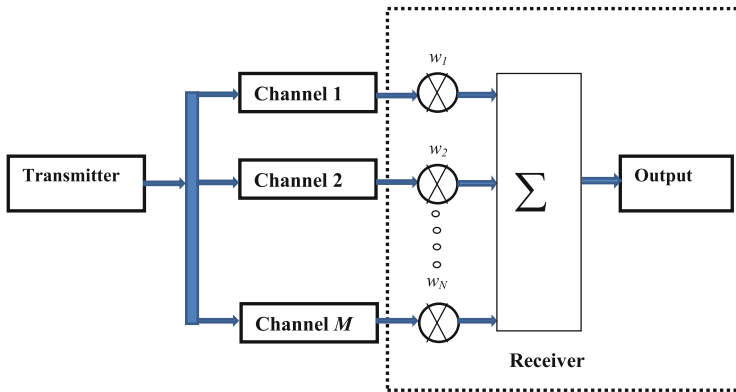 w1
Channel 1
w2
Transmitter
Channel 2
∑
Output
wN
Channel M
Receiver